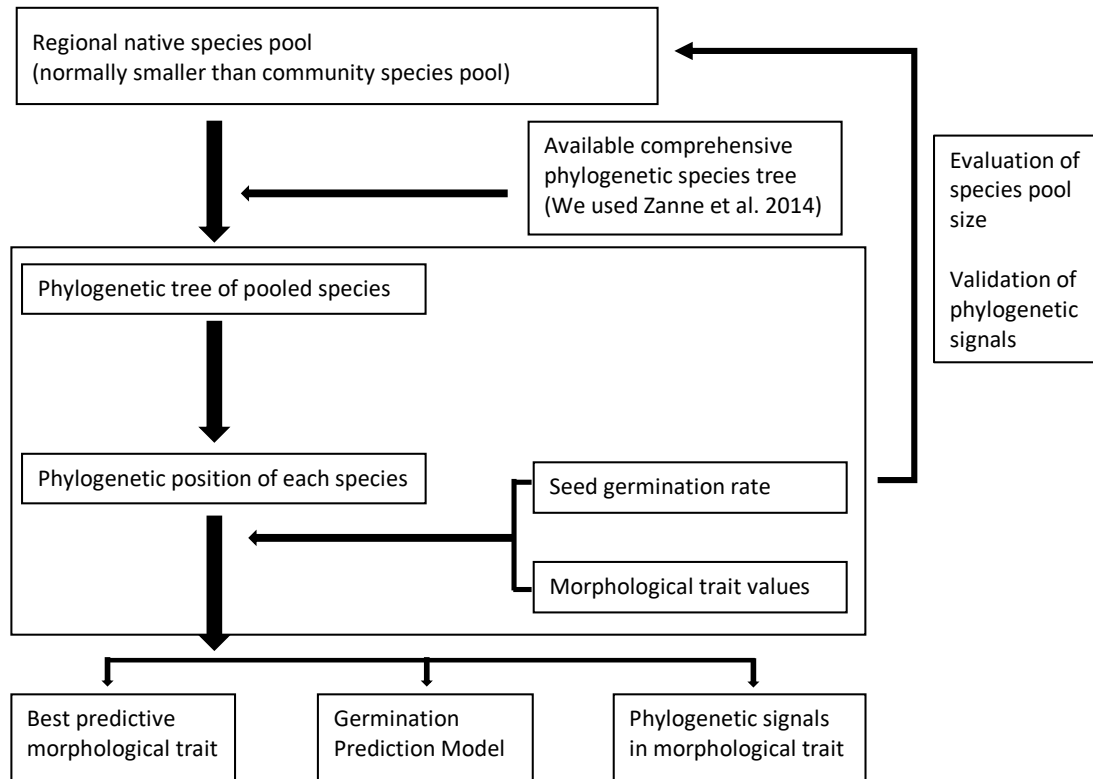 Regional native species pool
(normally smaller than community species pool)
Available comprehensive
phylogenetic species tree
(We used Zanne et al. 2014)
Evaluation of
species pool
size
Validation of
phylogenetic
signals
Phylogenetic tree of pooled species
Phylogenetic position of each species
Seed germination rate
Morphological trait values
Best predictive
morphological trait
Germination
Prediction Model
Phylogenetic signals
in morphological trait